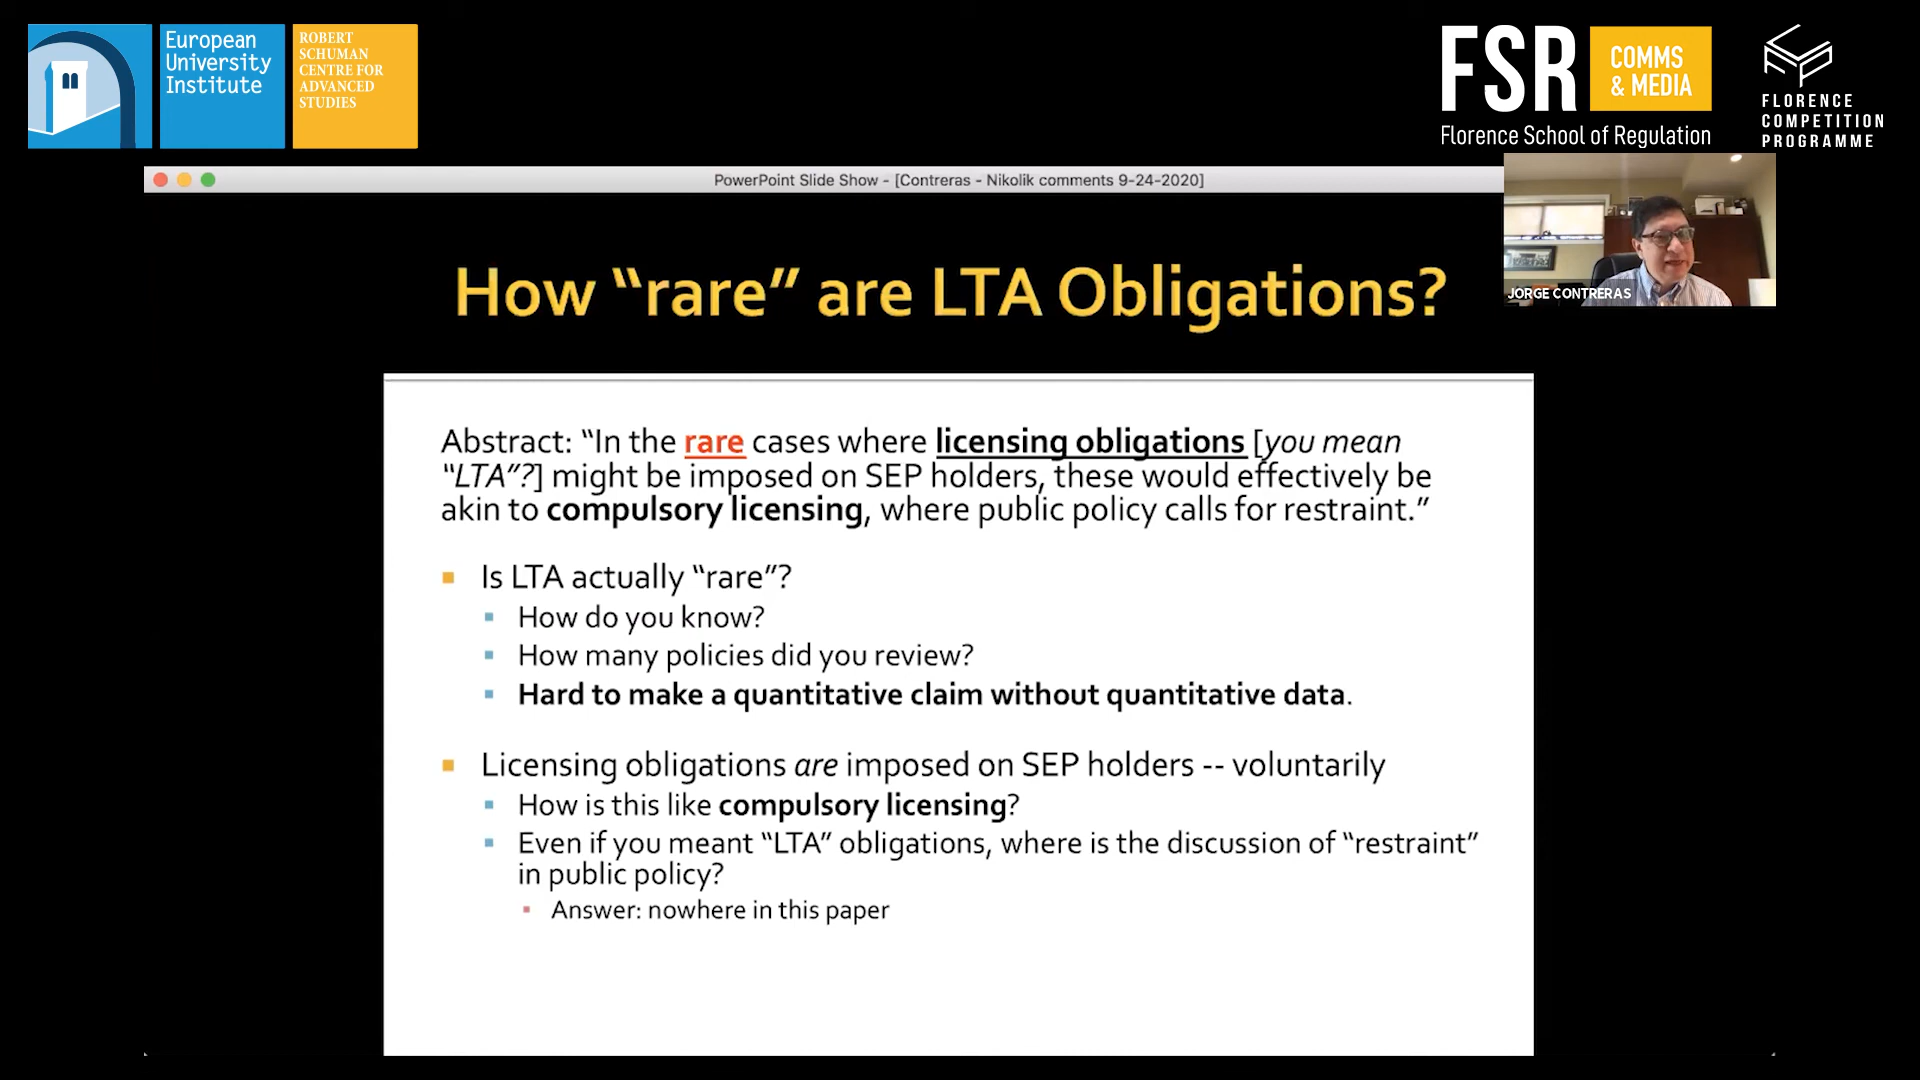 European
University
Institute
ROBERT
SCHUMAN
CENTRE FOR
ADVANCED
STUDIES
FSR
COMMS
& MEDIA
Florence School of Regulation
FLORENCE
COMPETITION
PROGRAMME
PowerPoint Slide Show - [Contreras - Nikolik comments 9-24-2020]
JORGE CONTRERAS
How “rare” are LTA Obligations?
Abstract: “In the rare cases where licensing obligations [you mean
“LTA”?] might be imposed on SEP holders, these would effectively be
akin to compulsory licensing, where public policy calls for restraint.”
Is LTA actually “rare”?
How do you know?
How many policies did you review?
Hard to make a quantitative claim without quantitative data.
Licensing obligations are imposed on SEP holders -- voluntarily
How is this like compulsory licensing?
Even if you meant “LTA” obligations, where is the discussion of “restraint”
in public policy?
Answer: nowhere in this paper